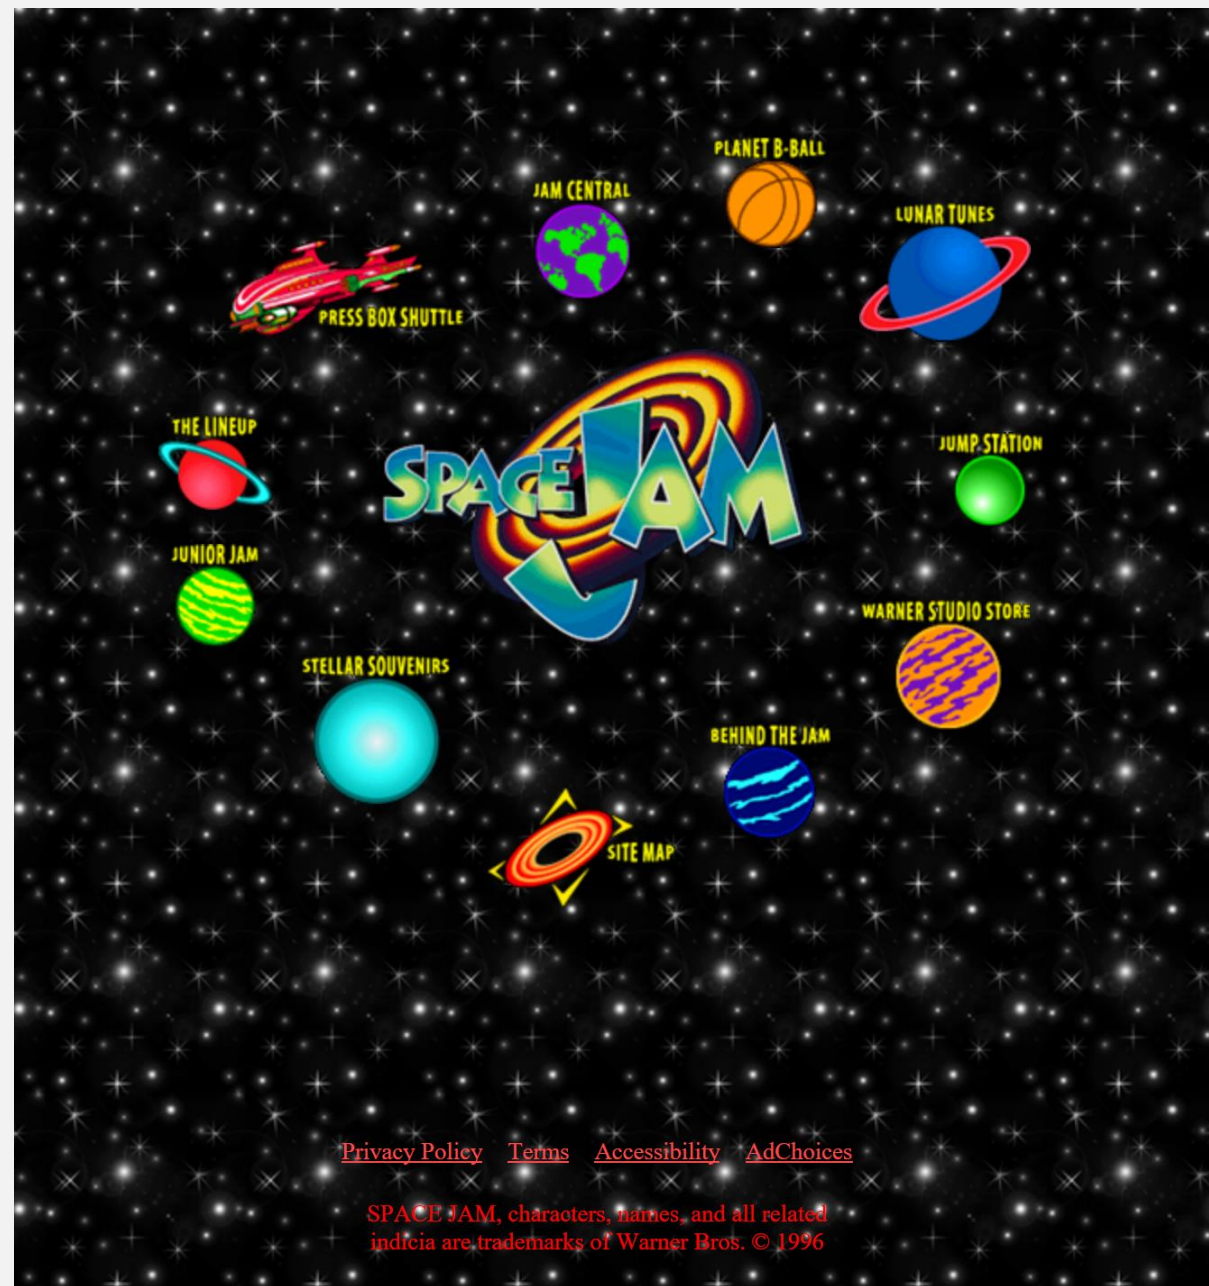 PLANET B-BALL
JAM CENTRAL
LUNAR TUNES
PRESS BOX SHUTTLE
THE LINEUP
SPACE JAM
JUMP STATION
JUNIOR JAM
WARNER STUDIO STORE
STELLAR SOUVENIRS
BEHIND THE JAM
SITE MAP
Privacy Policy Terms Accessibility AdChoices
SPACE JAM, characters, names, and all related
indicia are trademarks of Warner Bros. © 1996